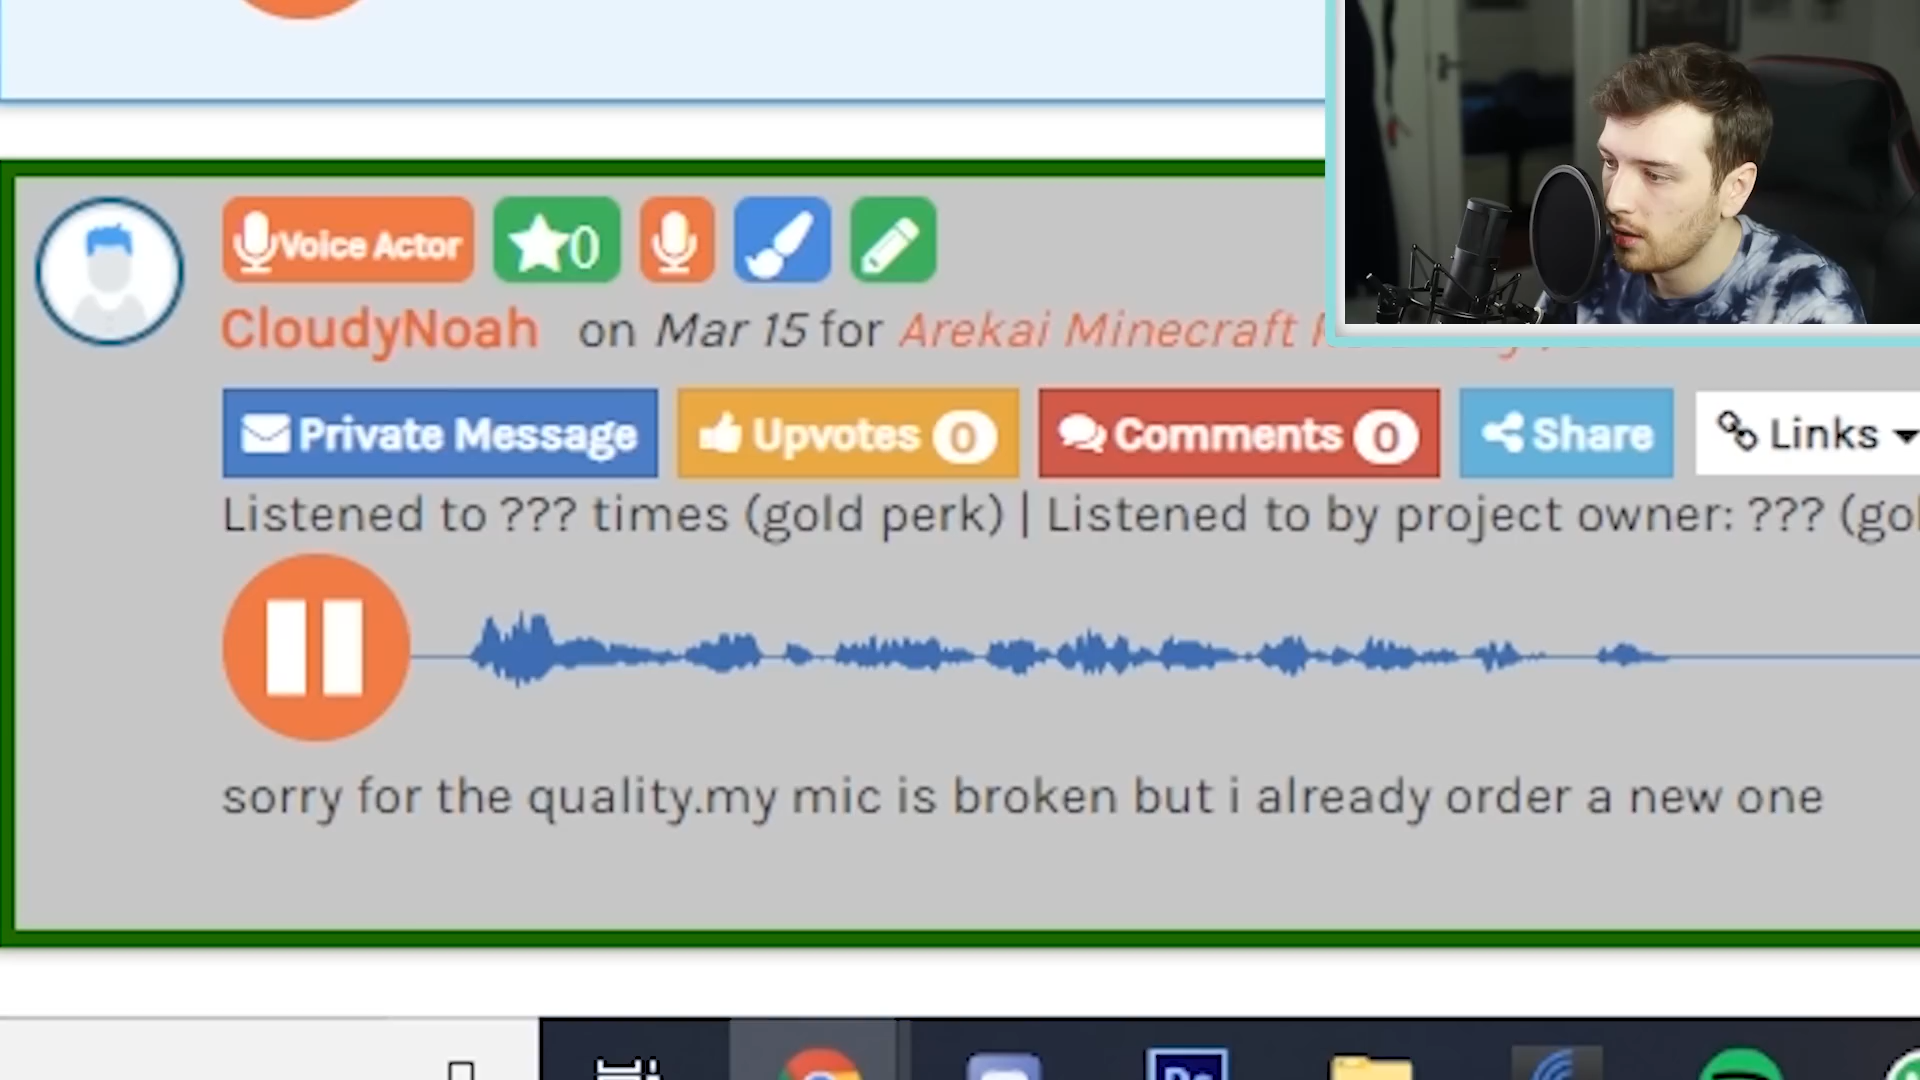 Voice Actor 0
CloudyNoah on Mar 15 for Arekai Minecraft
Private Message Upvotes 0 Comments 0 Share Links
Listened to ??? times (gold perk) | Listened to by project owner: ??? (gol
sorry for the quality.my mic is broken but i already order a new one